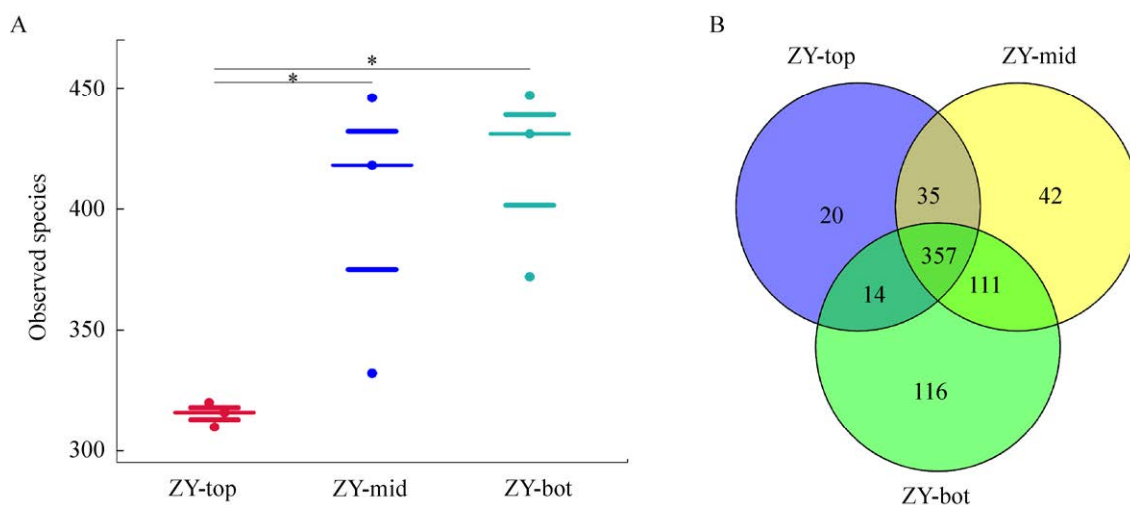 A
Observed species
450
400
350
300
*
*
ZY-top
ZY-mid
ZY-bot
B
ZY-top
ZY-mid
20
35
42
357
14
111
116
ZY-bot